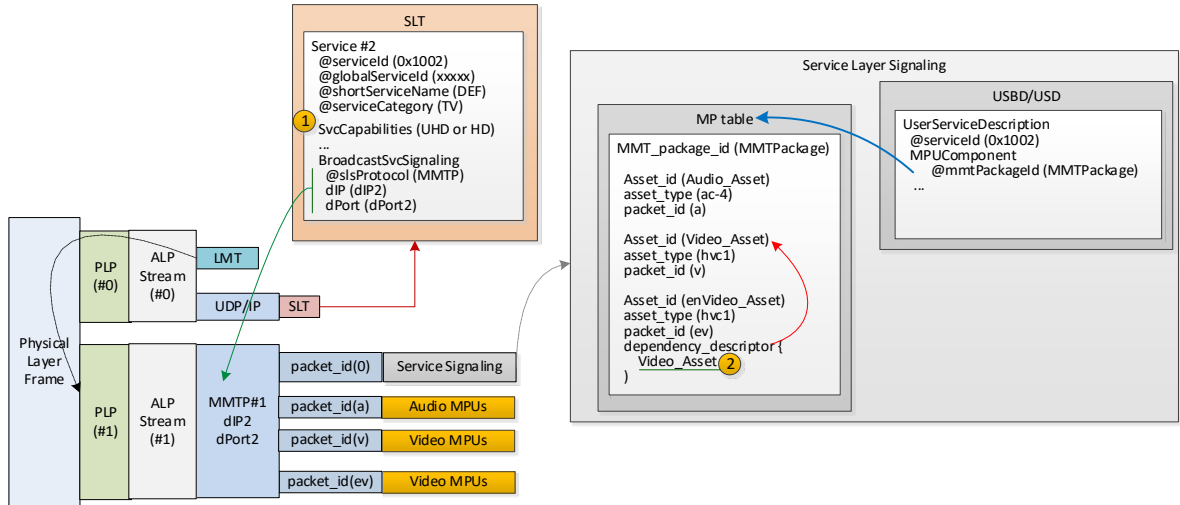 SLT
Service #2
@serviceId (0x1002)
@globalServiceId (xxxxx)
@shortServiceName (DEF)
@serviceCategory (TV)
1
SvcCapabilities (UHD or HD)
...
BroadcastSvcSignaling
@slsProtocol (MMTP)
dIP (dIP2)
dPort (dPort2)
Service Layer Signaling
MP table
MMT_package_id (MMTPackage)
Asset_id (Audio_Asset)
asset_type (ac-4)
packet_id (a)
Asset_id (Video_Asset)
asset_type (hvc1)
packet_id (v)
Asset_id (enVideo_Asset)
asset_type (hvc1)
packet_id (ev)
dependency_descriptor {
Video_Asset
2
)
USBD/USD
UserServiceDescription
@serviceId (0x1002)
MPUComponent
@mmtPackageId (MMTPackage)
...
Physical
Layer
Frame
PLP
(#0)
ALP
Stream
(#0)
LMT
UDP/IP
SLT
PLP
(#1)
ALP
Stream
(#1)
MMTP#1
dIP2
dPort2
packet_id(0)
Service Signaling
packet_id(a)
Audio MPUs
packet_id(v)
Video MPUs
packet_id(ev)
Video MPUs